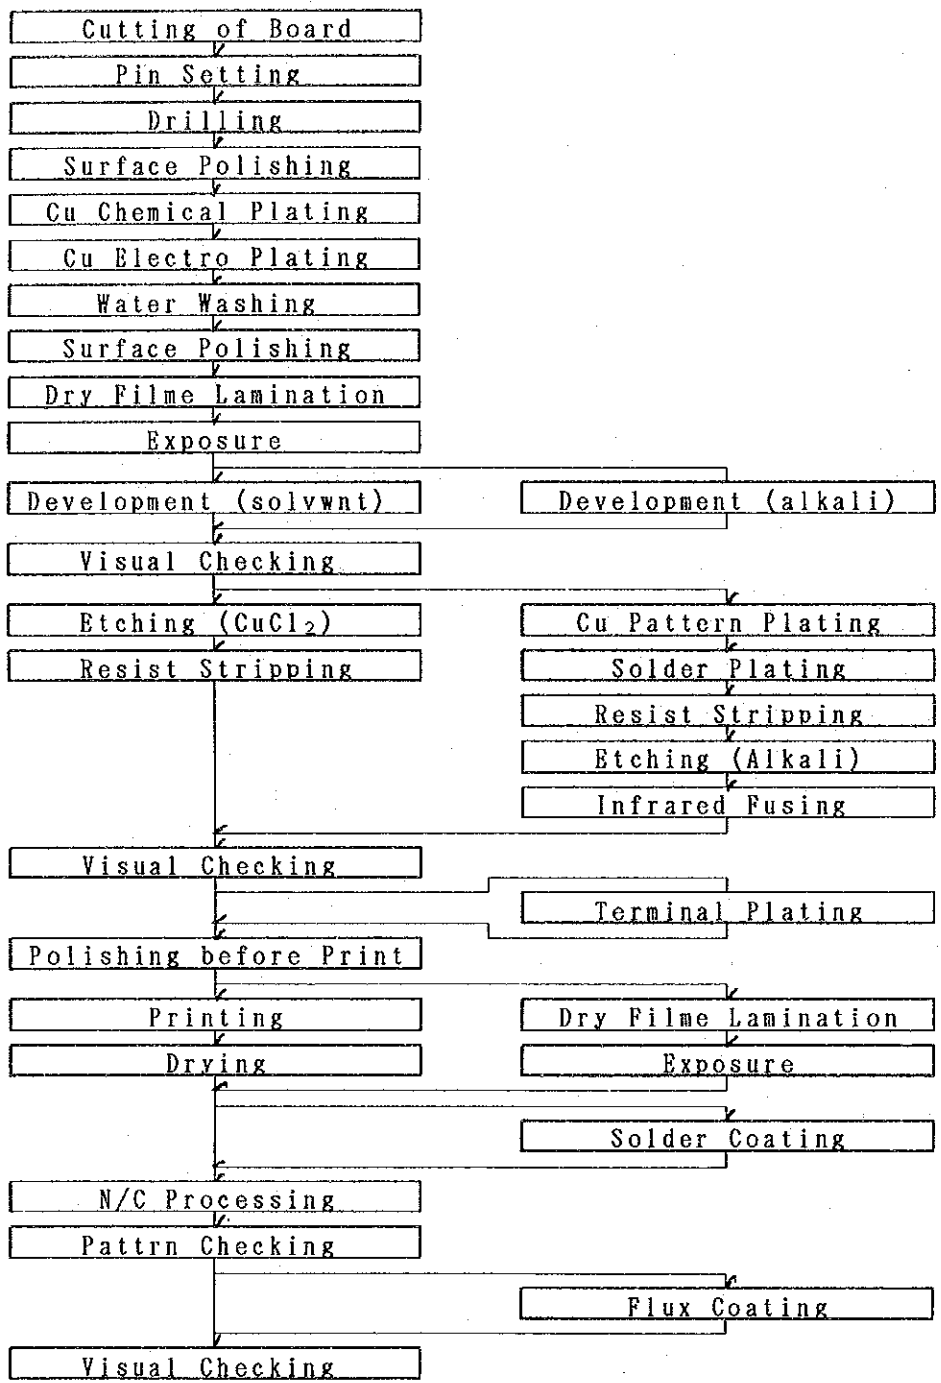 Cutting of Board
Pin Setting
Drilling
Surface Polishing
Cu Chemical Plating
Cu Electro Plating
Water Washing
Surface Polishing
Dry Filme Lamination
Exposure
Development (solvwnt)
Development (alkali)
Visual Checking
Etching (CuCl₂)
Cu Pattern Plating
Resist Stripping
Solder Plating
Resist Stripping
Etching (Alkali)
Infrared Fusing
Visual Checking
Terminal Plating
Polishing before Print
Printing
Dry Filme Lamination
Drying
Exposure
Solder Coating
N/C Processing
Pattrn Checking
Flux Coating
Visual Checking